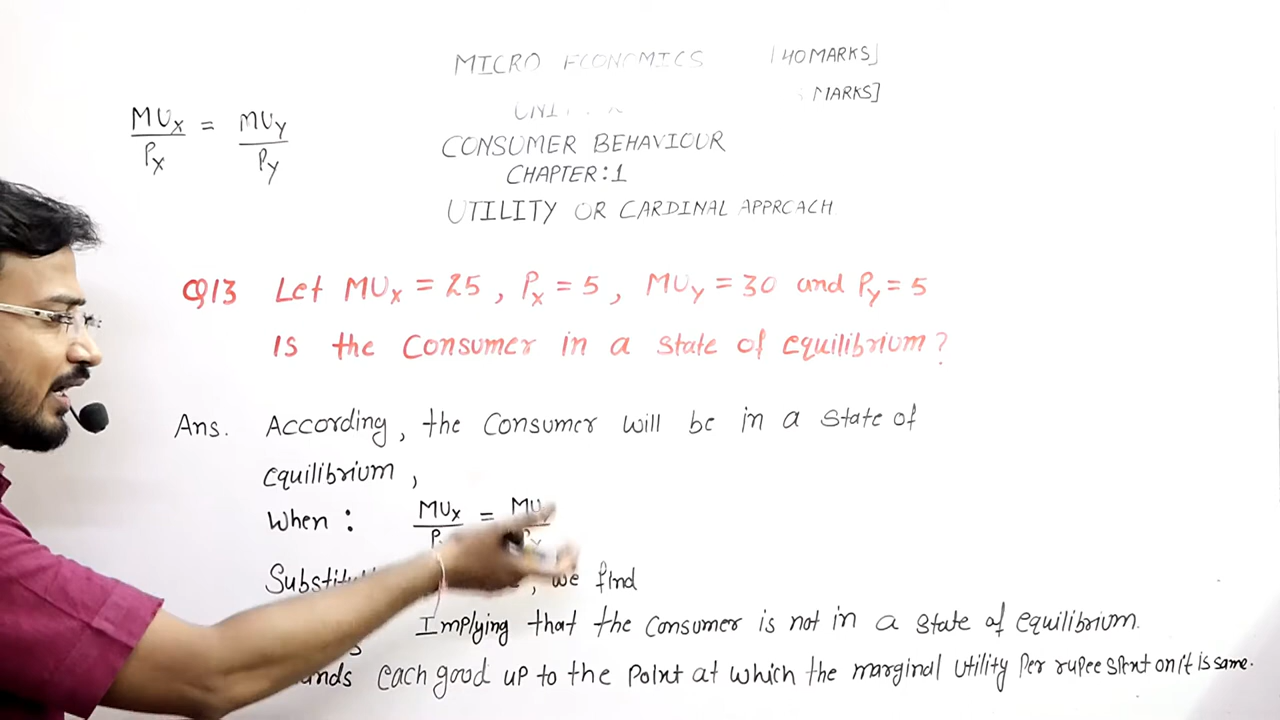 MICRO ECONOMICS [40 MARKS]
MARKS]
MUx/Px = MUy/Py
CONSUMER BEHAVIOUR
CHAPTER:1
UTILITY OR CARDINAL APPROACH
Q13 Let MUx = 25, Px = 5, MUy = 30 and Py = 5
Is the Consumer in a state of equilibrium?
Ans. According, the Consumer will be in a state of
equilibrium,
When: MUx =
we find
Implying that the consumer is not in a state of equilibrium.
each good up to the point at which the marginal utility per rupee spent on it is same.